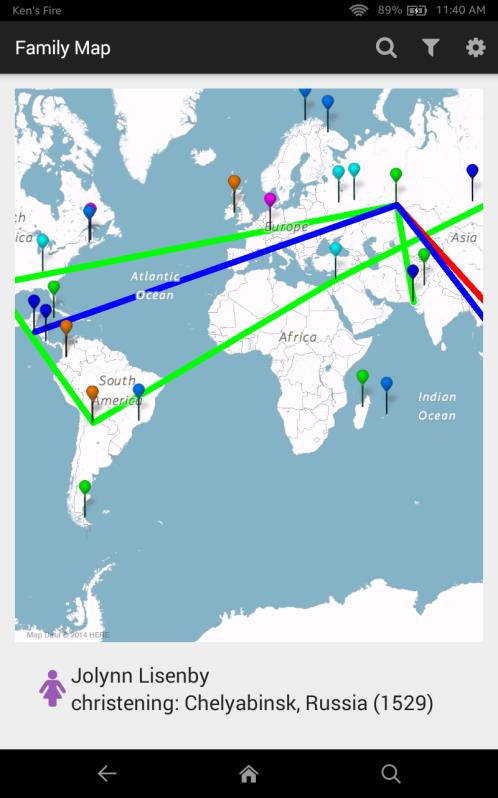 Ken's Fire
89%
11:40 AM
Family Map
th
ica
Europe
Asia
Atlantic
Ocean
Africa
South
America
Indian
Ocean
Map Data © 2014 HERE
Jolynn Lisenby
christening: Chelyabinsk, Russia (1529)